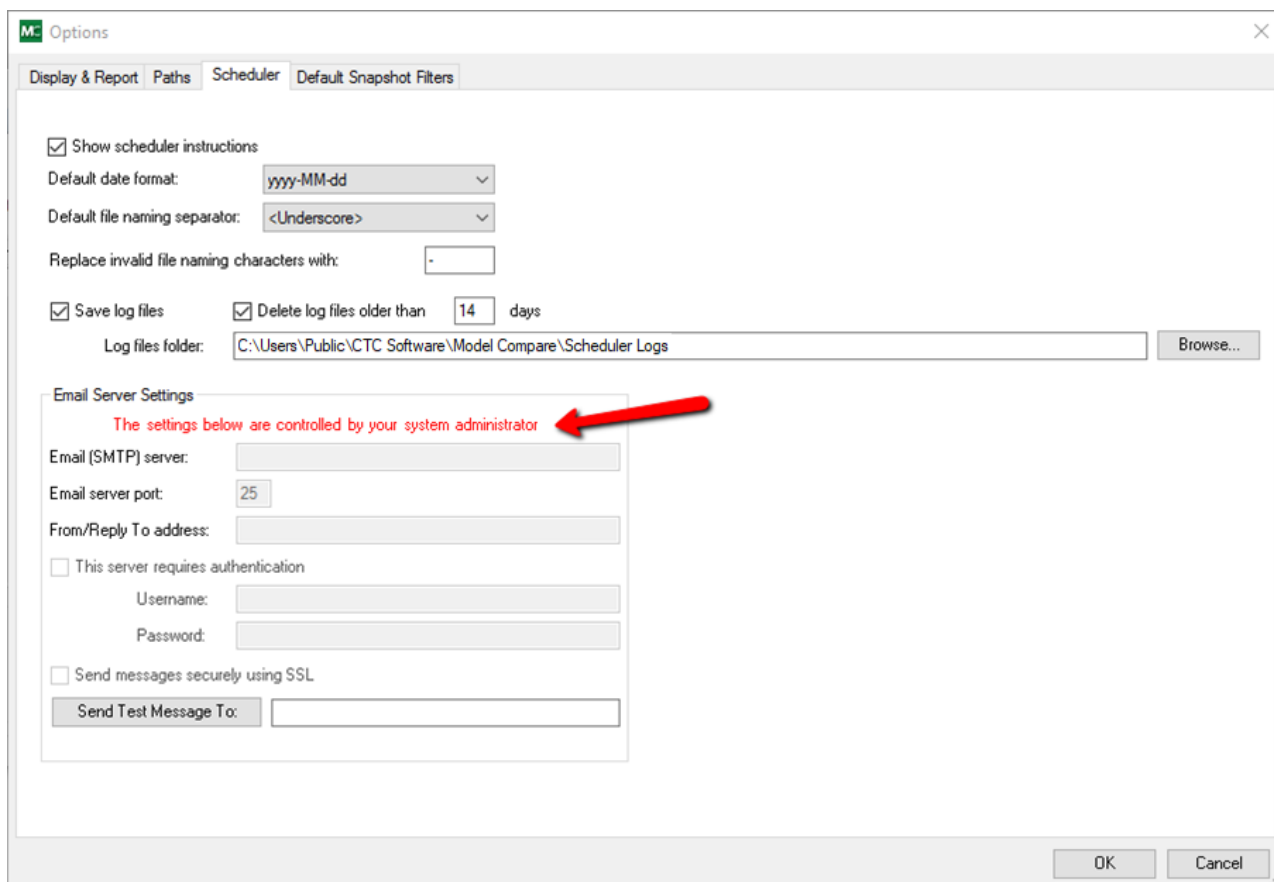 MC Options
Display & Report Paths Scheduler Default Snapshot Filters
Show scheduler instructions
Default date format: yyyy-MM-dd
Default file naming separator: <Underscore>
Replace invalid file naming characters with: -
Save log files Delete log files older than 14 days
Log files folder: C:\Users\Public\CTC Software\Model Compare\Scheduler Logs Browse...
Email Server Settings
The settings below are controlled by your system administrator
Email (SMTP) server:
Email server port: 25
From/Reply To address:
This server requires authentication
Username:
Password:
Send messages securely using SSL
Send Test Message To:
OK Cancel